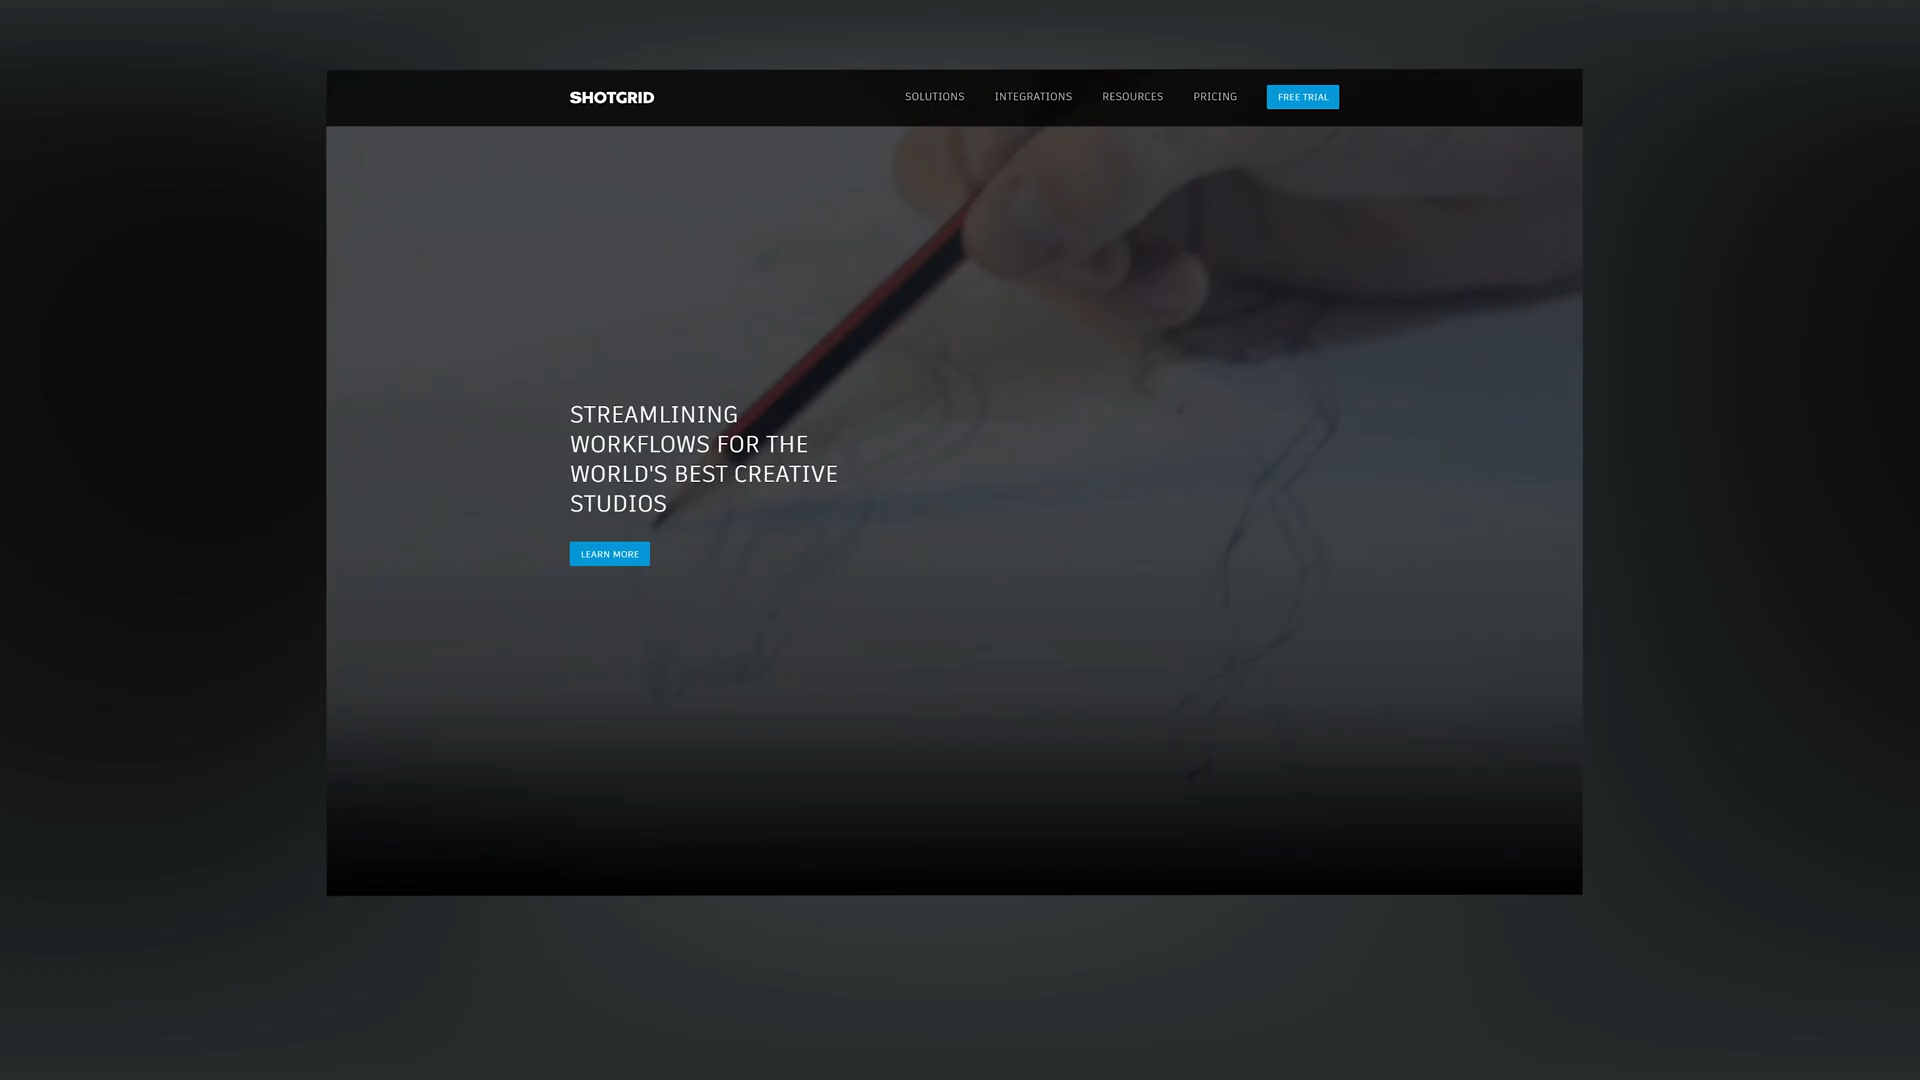 SHOTGRID
SOLUTIONS INTEGRATIONS RESOURCES PRICING FREE TRIAL
STREAMLINING
WORKFLOWS FOR THE
WORLD'S BEST CREATIVE
STUDIOS
LEARN MORE